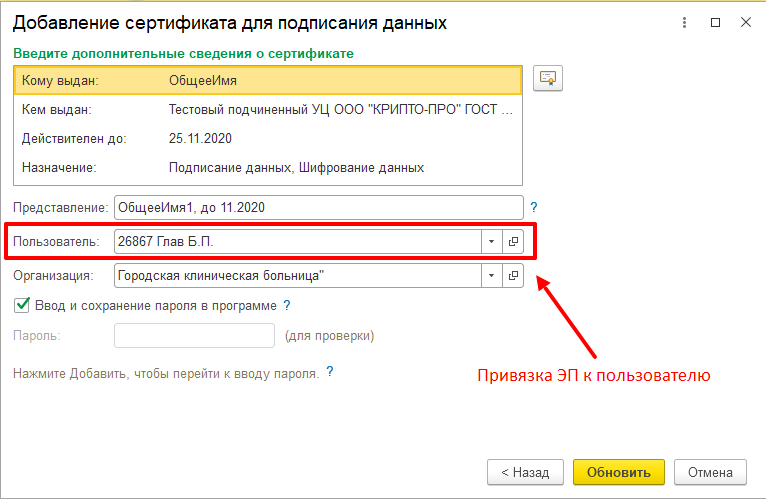 Добавление сертификата для подписания данных
Введите дополнительные сведения о сертификате
Кому выдан: ОбщееИмя
Кем выдан: Тестовый подчиненный УЦ ООО "КРИПТО-ПРО" ГОСТ ...
Действителен до: 25.11.2020
Назначение: Подписание данных, Шифрование данных
Представление: ОбщееИмя1, до 11.2020 ?
Пользователь: 26867 Глав Б.П.
Организация: Городская клиническая больница"
Ввод и сохранение пароля в программе ?
Пароль: (для проверки)
Нажмите Добавить, чтобы перейти к вводу пароля. ?
Привязка ЭП к пользователю
< Назад Обновить Отмена